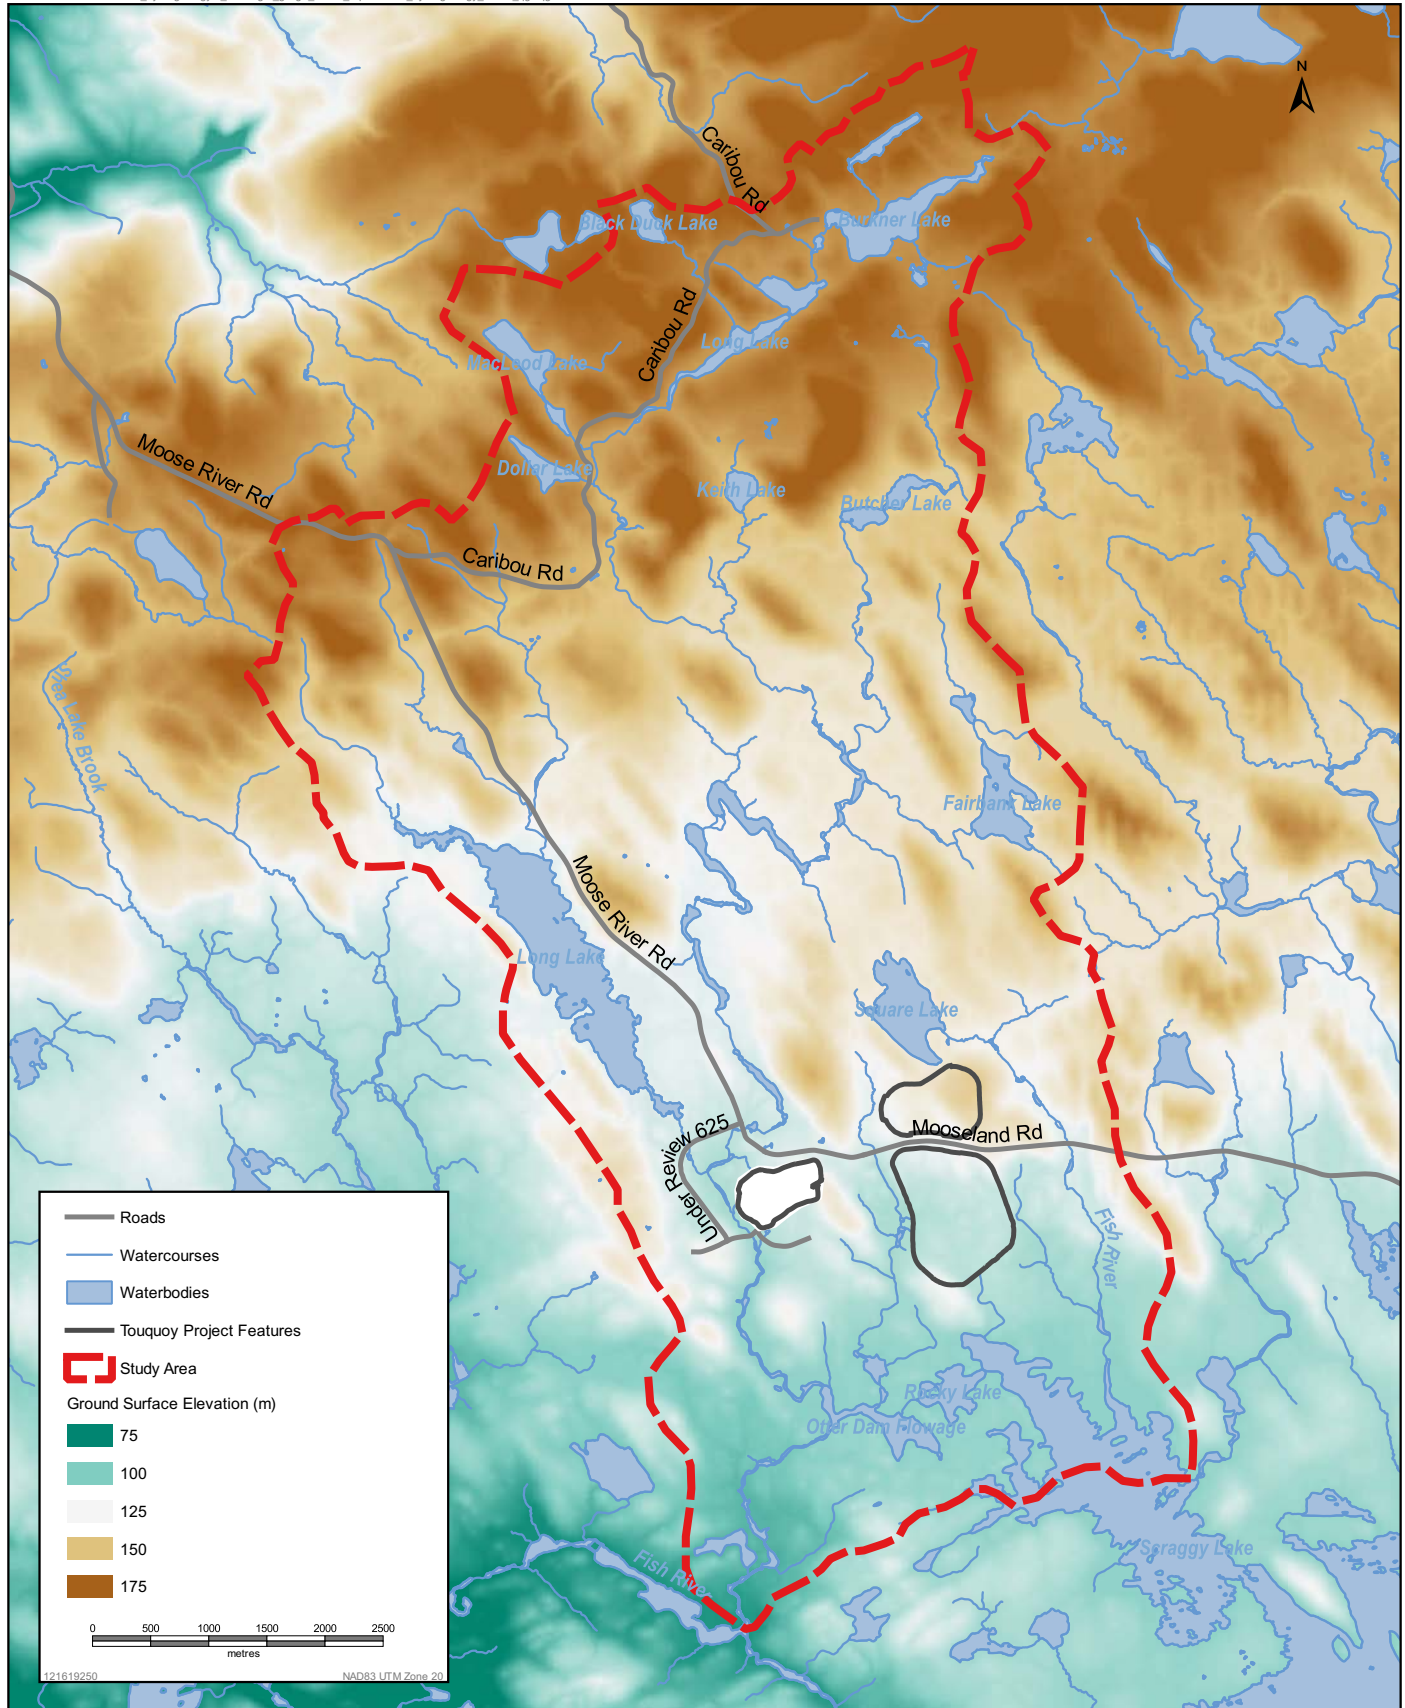 N
Caribou Rd
Black Duck Lake
Burkner Lake
Caribou Rd
Long Lake
MacLeod Lake
Moose River Rd
Dollar Lake
Keith Lake
Butcher Lake
Caribou Rd
Lake Brook
Fairbank Lake
Moose River Rd
Long Lake
Square Lake
Mooseland Rd
Under Review 625
Fish River
Rocky Lake
Otter Dam Flowage
Scraggy Lake
Fish River
Roads
Watercourses
Waterbodies
Touquoy Project Features
Study Area
Ground Surface Elevation (m)
75
100
125
150
175
0 500 1000 1500 2000 2500
metres
121619250 NAD83 UTM Zone 20